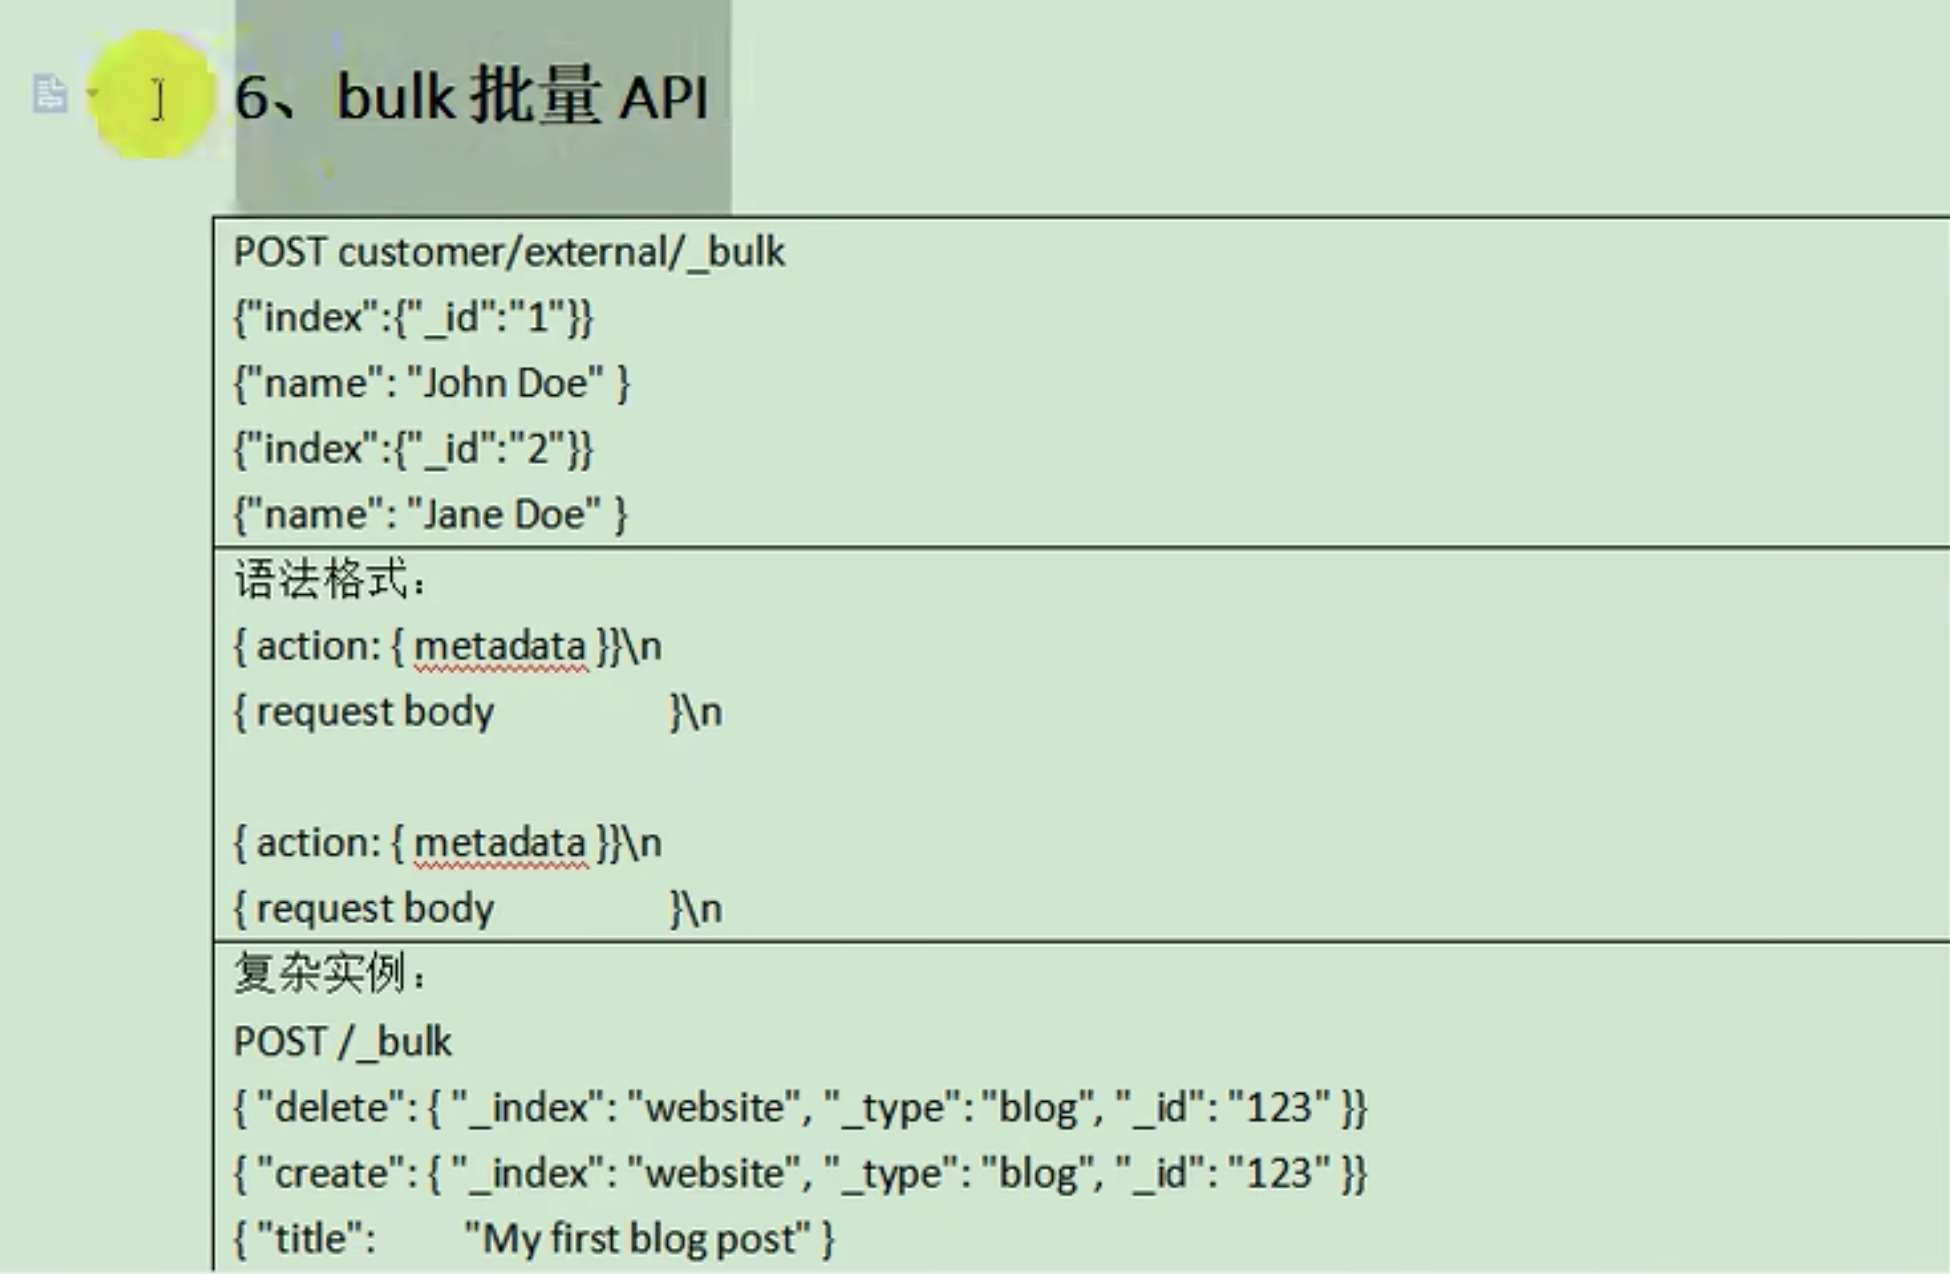 6、bulk 批量 API
POST customer/external/_bulk
{"index":{"_id":"1"}}
{"name": "John Doe" }
{"index":{"_id":"2"}}
{"name": "Jane Doe" }
语法格式：
{ action: { metadata }}\n
{ request body }\n
{ action: { metadata }}\n
{ request body }\n
复杂实例：
POST /_bulk
{ "delete": { "_index": "website", "_type": "blog", "_id": "123" }}
{ "create": { "_index": "website", "_type": "blog", "_id": "123" }}
{ "title": "My first blog post" }